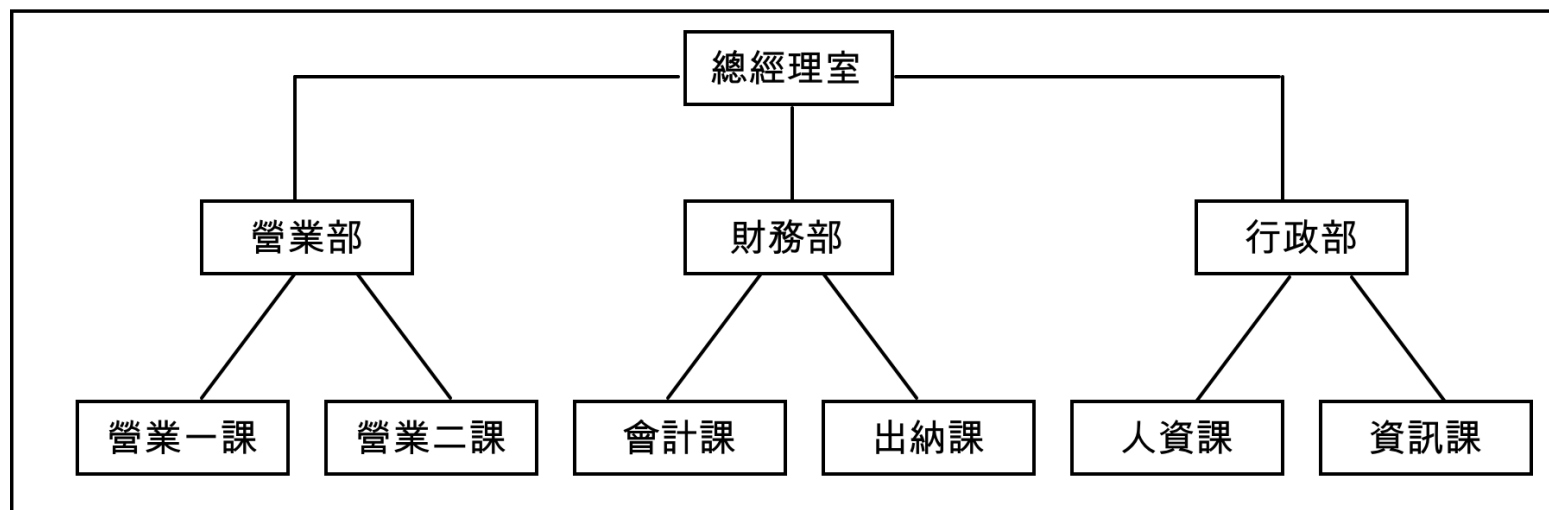 總經理室
營業部
財務部
行政部
營業一課
營業二課
會計課
出納課
人資課
資訊課